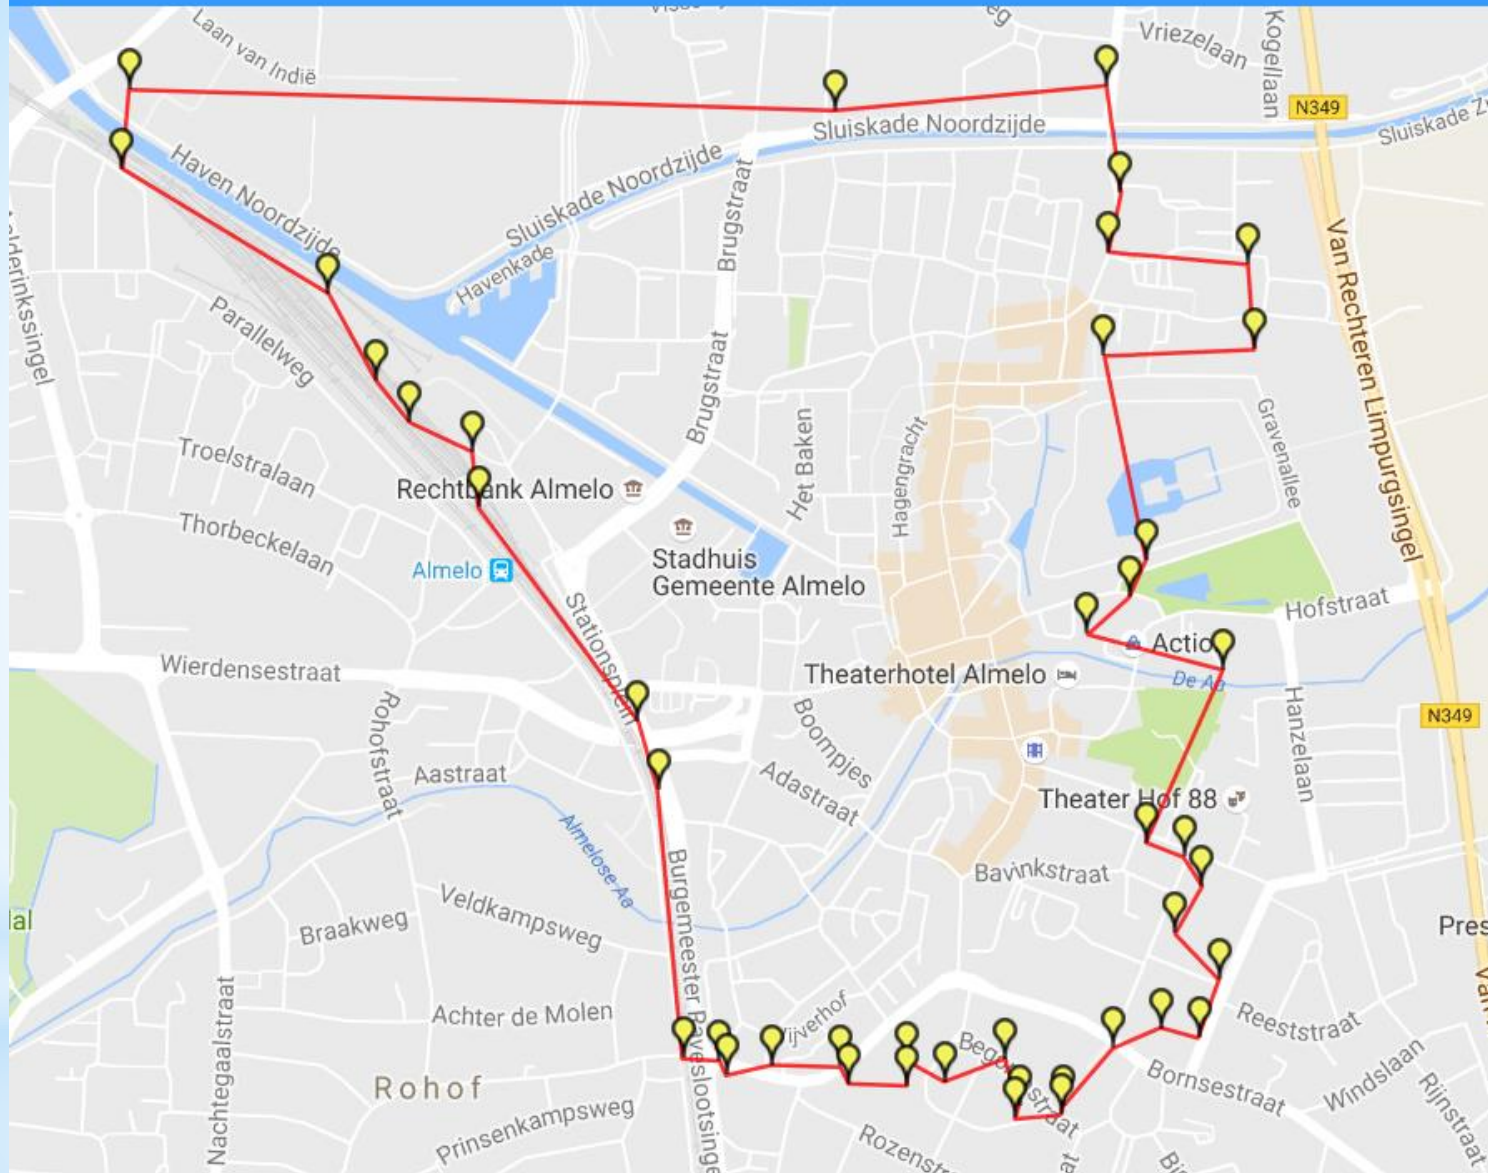 Laan van Indië
Vriezelaan
Kogellaan
N349
Sluiskade Noordzijde
Haven Noordzijde
Sluiskade Noordzijde
Brugstraat
Havenkade
Parallelweg
Van Rechteren Limpurgsingel
Brugstraat
Het Baken
Hagengracht
Gravenallee
Troelstralaan
Rechtbank Almelo
Thorbeckelaan
Almelo
Stadhuis
Gemeente Almelo
Stationsplein
Hofstraat
Wierdensestraat
Theaterhotel Almelo
Action
De Aa
Hanzelaan
N349
Rohofstraat
Boompjes
Aastraat
Adastraat
Theater Hof 88
Almelose Aa
Bavinkstraat
Veldkampsweg
Braakweg
Burgemeester Raveslootsingel
Achter de Molen
Reeststraat
Nachtegaalstraat
Rohof
Bornsestraat
Windslaan
Rijnstraat
Prinsenkampsweg